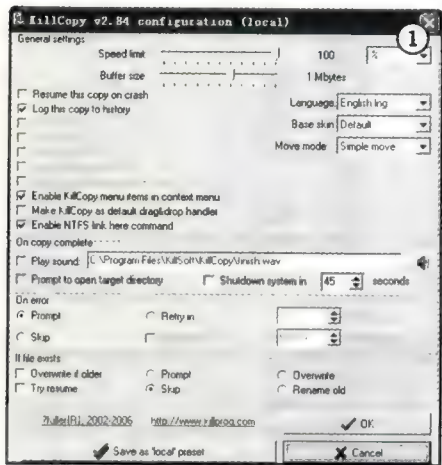 KillCopy v2.84 configuration (local)
1
General settings
Speed limit 100 %
Buffer size 1 Mbytes
Resume this copy on crash
Log this copy to history
Language English.lng
Base skin Default
Move mode Simple move
Enable KillCopy menu items in context menu
Make KillCopy as default drag&drop handler
Enable NTFS link here command
On copy complete
Play sound: C:\Program Files\KillSoft\KillCopy\finish.wav
Prompt to open target directory Shutdown system in 45 seconds
On error
Prompt Retry in
Skip
If file exists
Overwrite if older Prompt Overwrite
Try resume Skip Rename old
?Killer{R}, 2002-2006 http://www.killprog.com OK
Save as 'local' preset Cancel